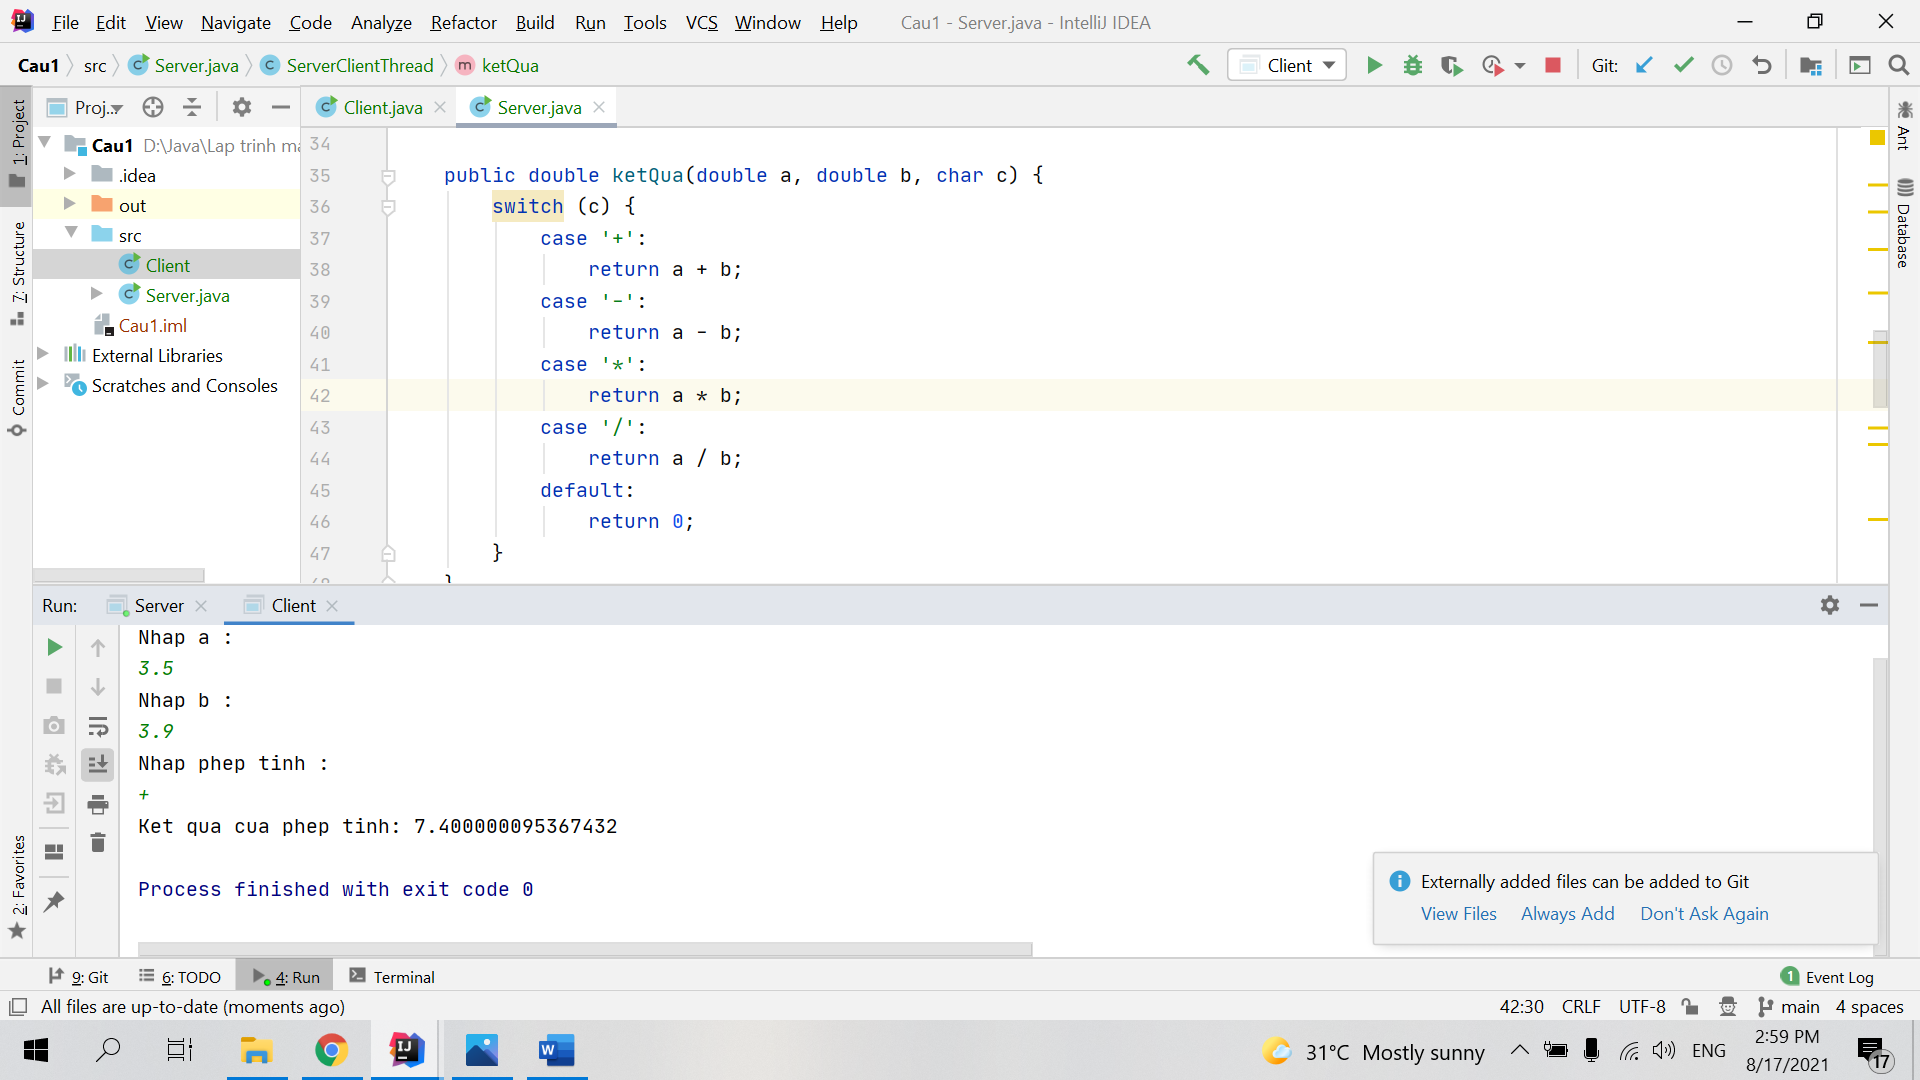 File Edit View Navigate Code Analyze Refactor Build Run Tools VCS Window Help Cau1 - Server.java - IntelliJ IDEA
Cau1 src Server.java ServerClientThread ketQua Client Git:
1: Project
7: Structure
Commit
2: Favorites
Proj...
Cau1 D:\Java\Lap trinh ma
.idea
out
src
Client
Server.java
Cau1.iml
External Libraries
Scratches and Consoles
Client.java Server.java
34
35 public double ketQua(double a, double b, char c) {
36 switch (c) {
37 case '+':
38 return a + b;
39 case '-':
40 return a - b;
41 case '*':
42 return a * b;
43 case '/':
44 return a / b;
45 default:
46 return 0;
47 }
48 }
Ant
Database
Run: Server Client
Nhap a :
3.5
Nhap b :
3.9
Nhap phep tinh :
+
Ket qua cua phep tinh: 7.400000095367432
Process finished with exit code 0
Externally added files can be added to Git
View Files Always Add Don't Ask Again
9: Git 6: TODO 4: Run Terminal 1 Event Log
All files are up-to-date (moments ago) 42:30 CRLF UTF-8 main 4 spaces
31°C Mostly sunny ENG 2:59 PM
8/17/2021 17